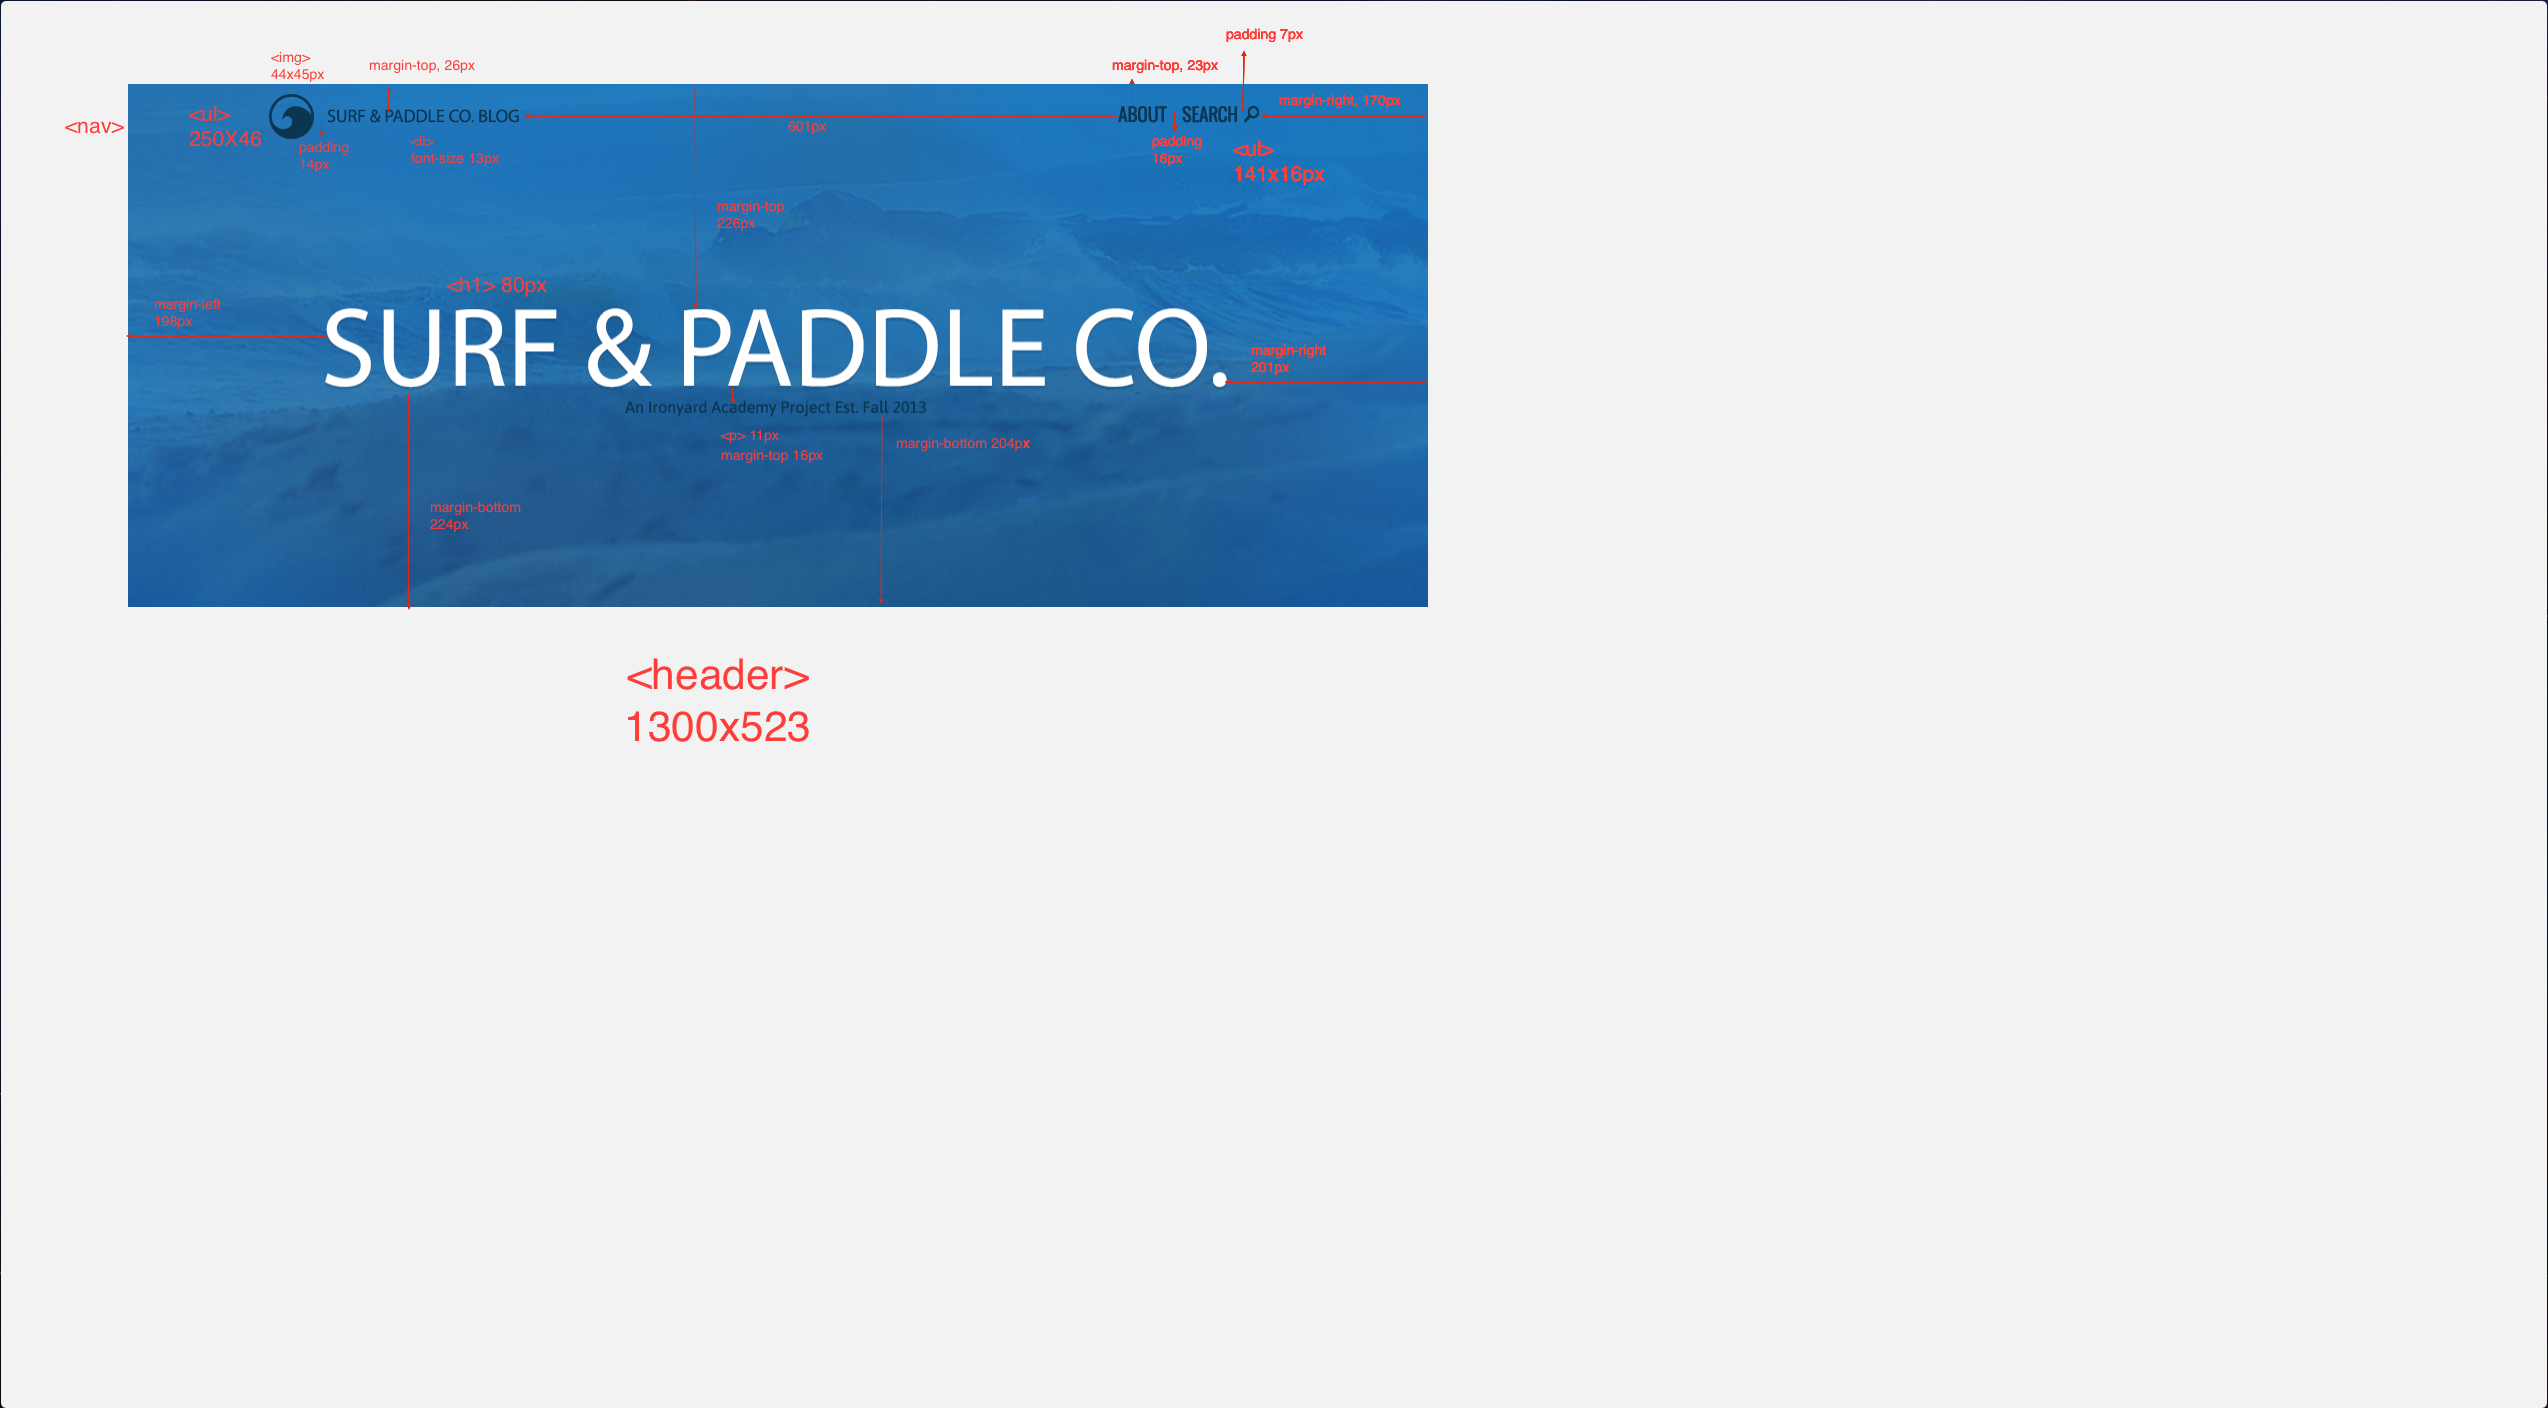 padding 7px
<img>
44x45px
margin-top, 26px
margin-top, 23px
margin-right, 170px
<nav>
<ul>
250X46
SURF & PADDLE CO. BLOG
601px
ABOUT SEARCH
padding
14px
<li>
font-size 13px
padding
16px
<ul>
141x16px
margin-top
226px
<h1> 80px
margin-left
198px
SURF & PADDLE CO.
margin-right
201px
An Ironyard Academy Project Est. Fall 2013
<p> 11px
margin-top 16px
margin-bottom 204px
margin-bottom
224px
<header>
1300x523